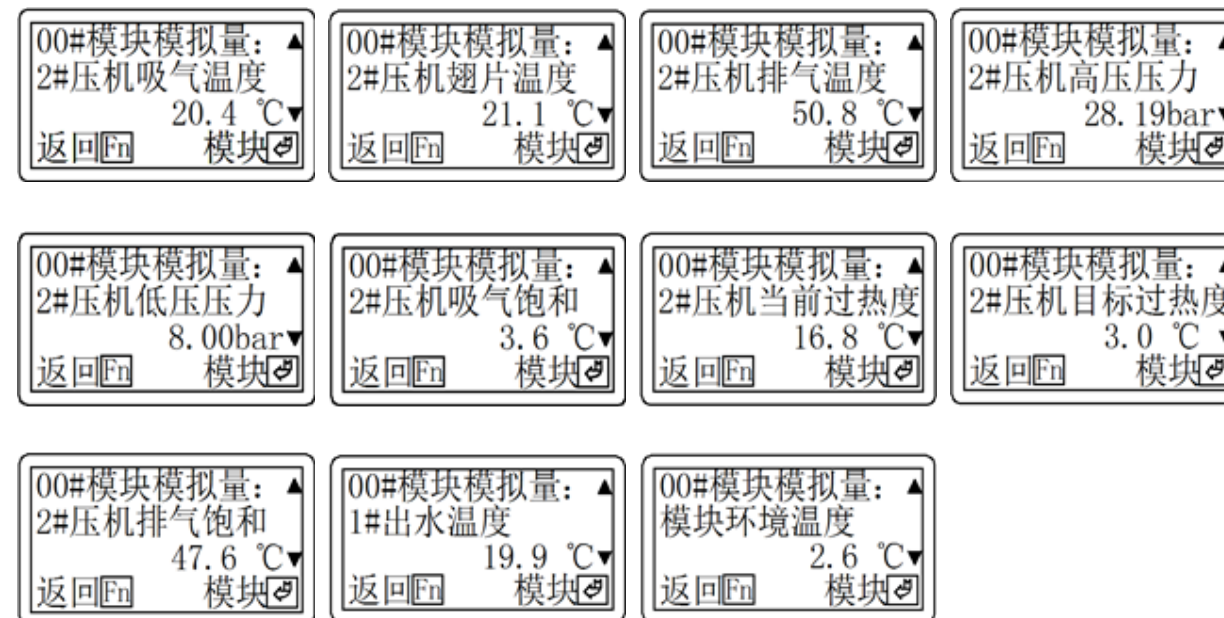 00#模块模拟量: ▲
2#压机吸气温度
20.4 ℃▼
返回Fn 模块
00#模块模拟量: ▲
2#压机翅片温度
21.1 ℃▼
返回Fn 模块
00#模块模拟量: ▲
2#压机排气温度
50.8 ℃▼
返回Fn 模块
00#模块模拟量: ▲
2#压机高压压力
28.19bar▼
返回Fn 模块
00#模块模拟量: ▲
2#压机低压压力
8.00bar▼
返回Fn 模块
00#模块模拟量: ▲
2#压机吸气饱和
3.6 ℃▼
返回Fn 模块
00#模块模拟量: ▲
2#压机当前过热度
16.8 ℃▼
返回Fn 模块
00#模块模拟量: ▲
2#压机目标过热度
3.0 ℃ ▼
返回Fn 模块
00#模块模拟量: ▲
2#压机排气饱和
47.6 ℃▼
返回Fn 模块
00#模块模拟量: ▲
1#出水温度
19.9 ℃▼
返回Fn 模块
00#模块模拟量: ▲
模块环境温度
2.6 ℃▼
返回Fn 模块